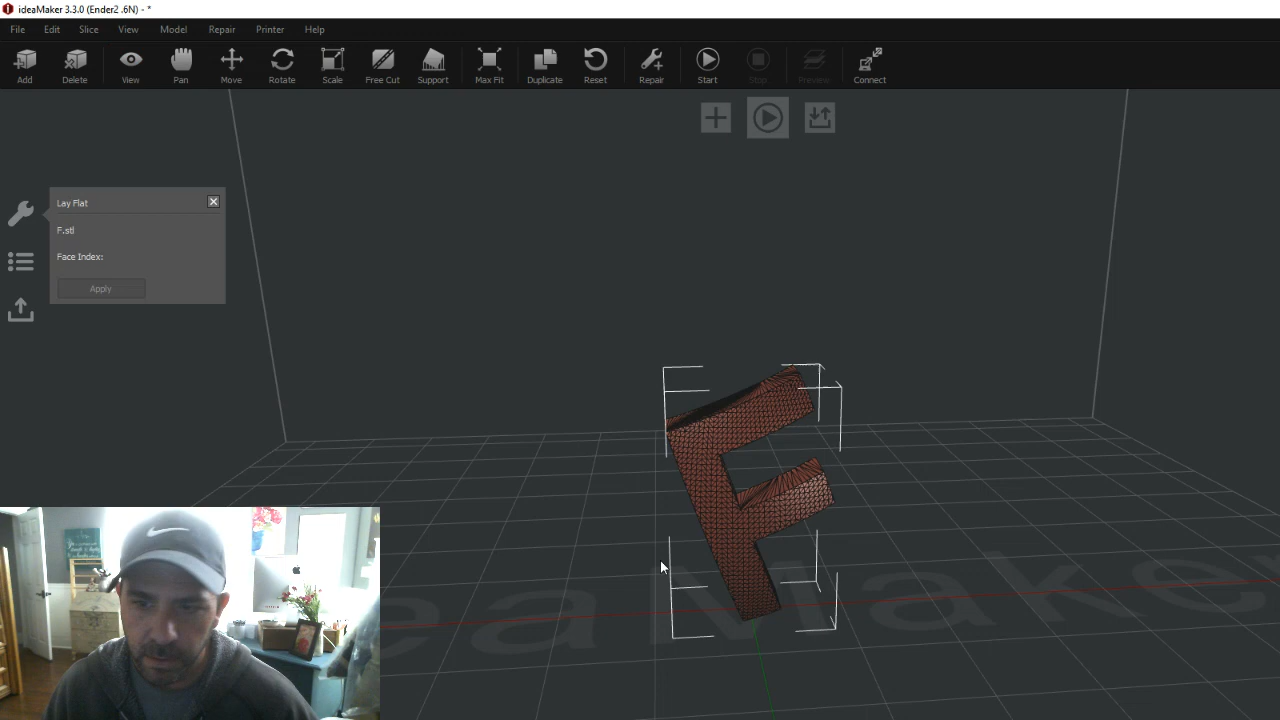 ideaMaker 3.3.0 (Ender2 .6N) - *
File Edit Slice View Model Repair Printer Help
Add Delete View Pan Move Rotate Scale Free Cut Support Max Fit Duplicate Reset Repair Start Stop Preview Connect
Lay Flat
F.stl
Face Index:
Apply
F
ideaMaker